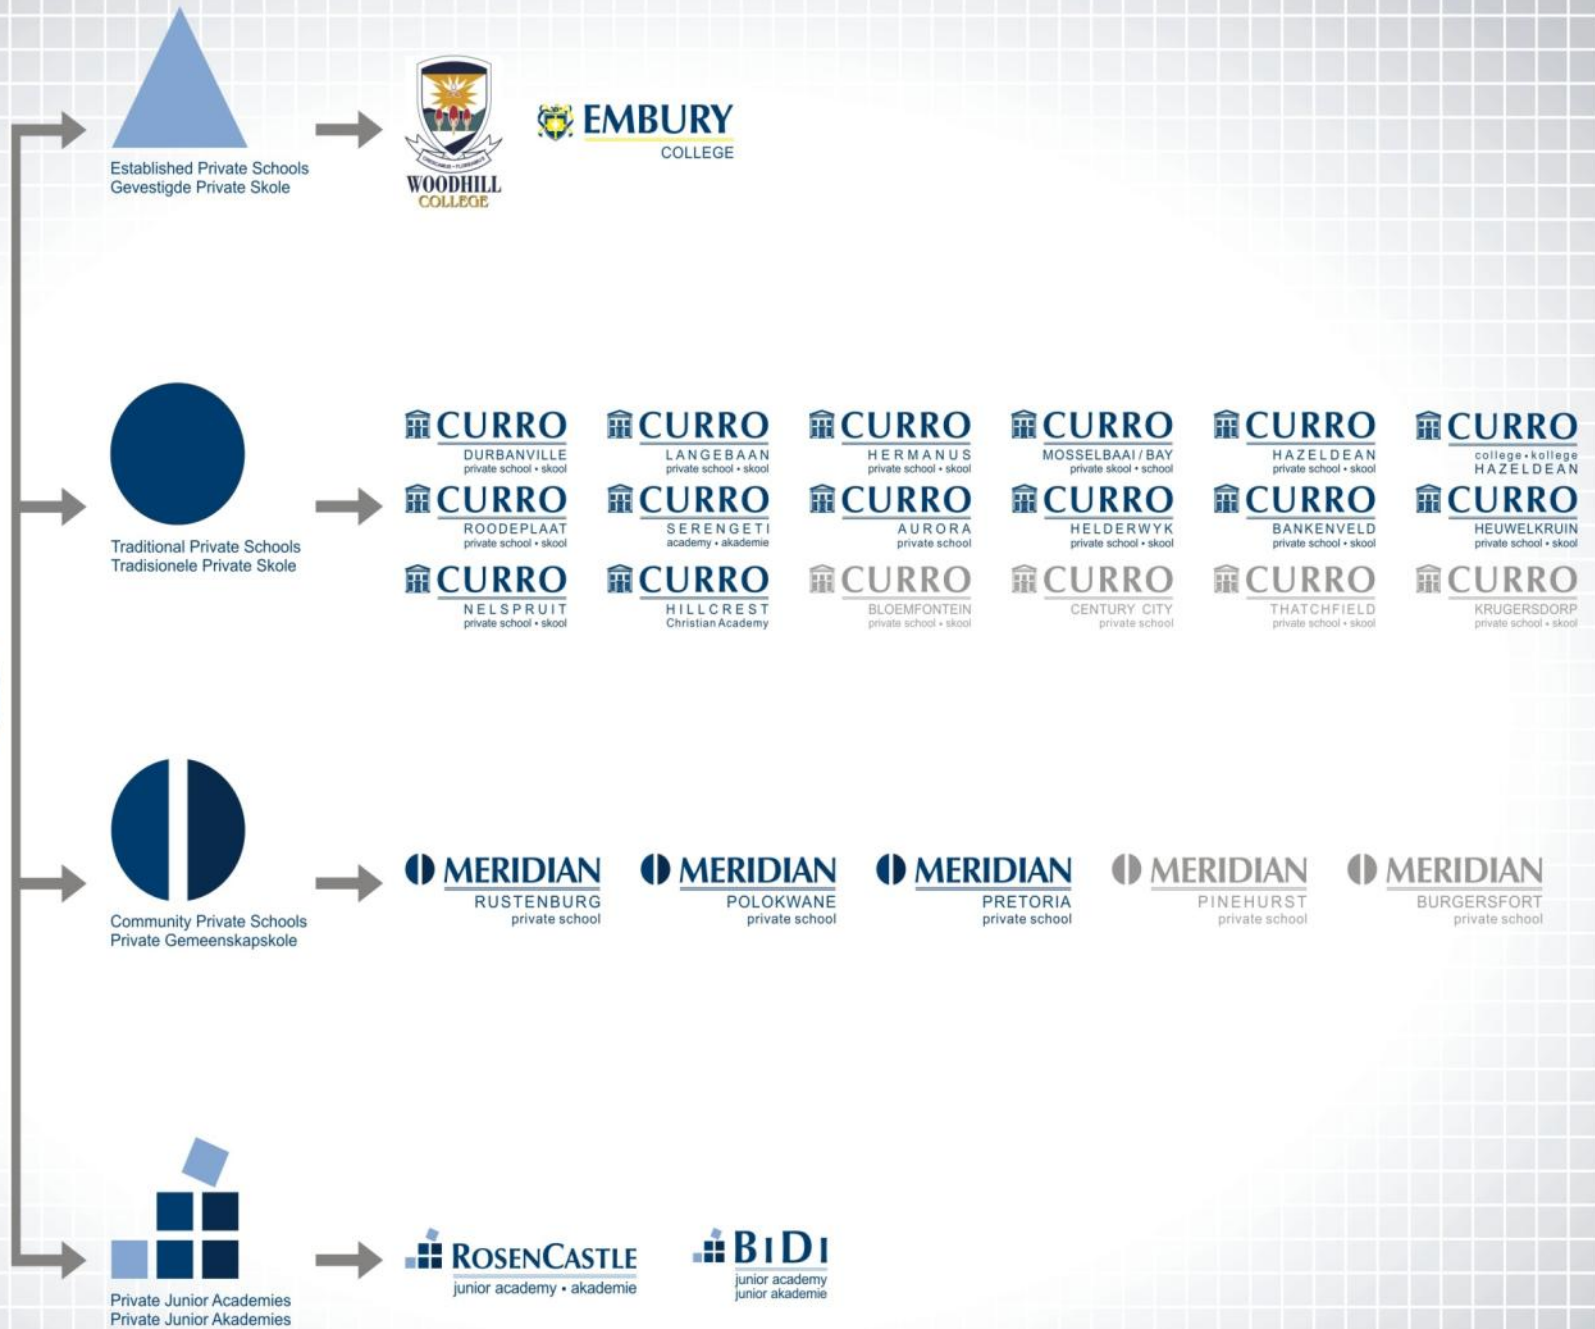 Established Private Schools
Gevestigde Private Skole
WOODHILL
COLLEGE
EMBURY
COLLEGE
Traditional Private Schools
Tradisionele Private Skole
CURRO
DURBANVILLE
private school • skool
CURRO
LANGEBAAN
private school • skool
CURRO
HERMANUS
private school • skool
CURRO
MOSSELBAAI / BAY
private skool • school
CURRO
HAZELDEAN
private school • skool
CURRO
college • kollege
HAZELDEAN
CURRO
ROODEPLAAT
private school • skool
CURRO
SERENGETI
academy • akademie
CURRO
AURORA
private school
CURRO
HELDERWYK
private school • skool
CURRO
BANKENVELD
private school • skool
CURRO
HEUWELKRUIN
private school • skool
CURRO
NELSPRUIT
private school • skool
CURRO
HILLCREST
Christian Academy
CURRO
BLOEMFONTEIN
private school • skool
CURRO
CENTURY CITY
private school
CURRO
THATCHFIELD
private school • skool
CURRO
KRUGERSDORP
private school • skool
Community Private Schools
Private Gemeenskapskole
MERIDIAN
RUSTENBURG
private school
MERIDIAN
POLOKWANE
private school
MERIDIAN
PRETORIA
private school
MERIDIAN
PINEHURST
private school
MERIDIAN
BURGERSFORT
private school
Private Junior Academies
Private Junior Akademies
ROSENCASTLE
junior academy • akademie
BIDI
junior academy
junior akademie